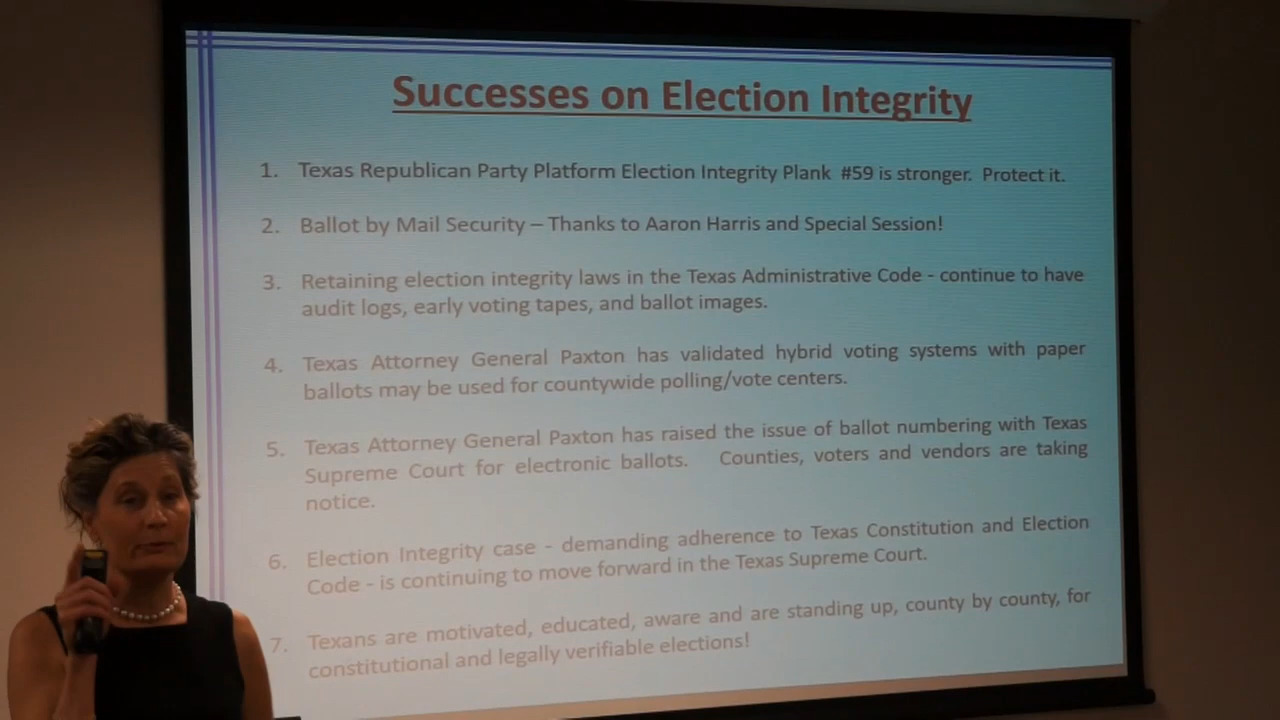 Successes on Election Integrity
1. Texas Republican Party Platform Election Integrity Plank #59 is stronger. Protect it.
2. Ballot by Mail Security – Thanks to Aaron Harris and Special Session!
3. Retaining election integrity laws in the Texas Administrative Code - continue to have
audit logs, early voting tapes, and ballot images.
4. Texas Attorney General Paxton has validated hybrid voting systems with paper
ballots may be used for countywide polling/vote centers.
5. Texas Attorney General Paxton has raised the issue of ballot numbering with Texas
Supreme Court for electronic ballots. Counties, voters and vendors are taking
notice.
6. Election Integrity case - demanding adherence to Texas Constitution and Election
Code - is continuing to move forward in the Texas Supreme Court.
7. Texans are motivated, educated, aware and are standing up, county by county, for
constitutional and legally verifiable elections!